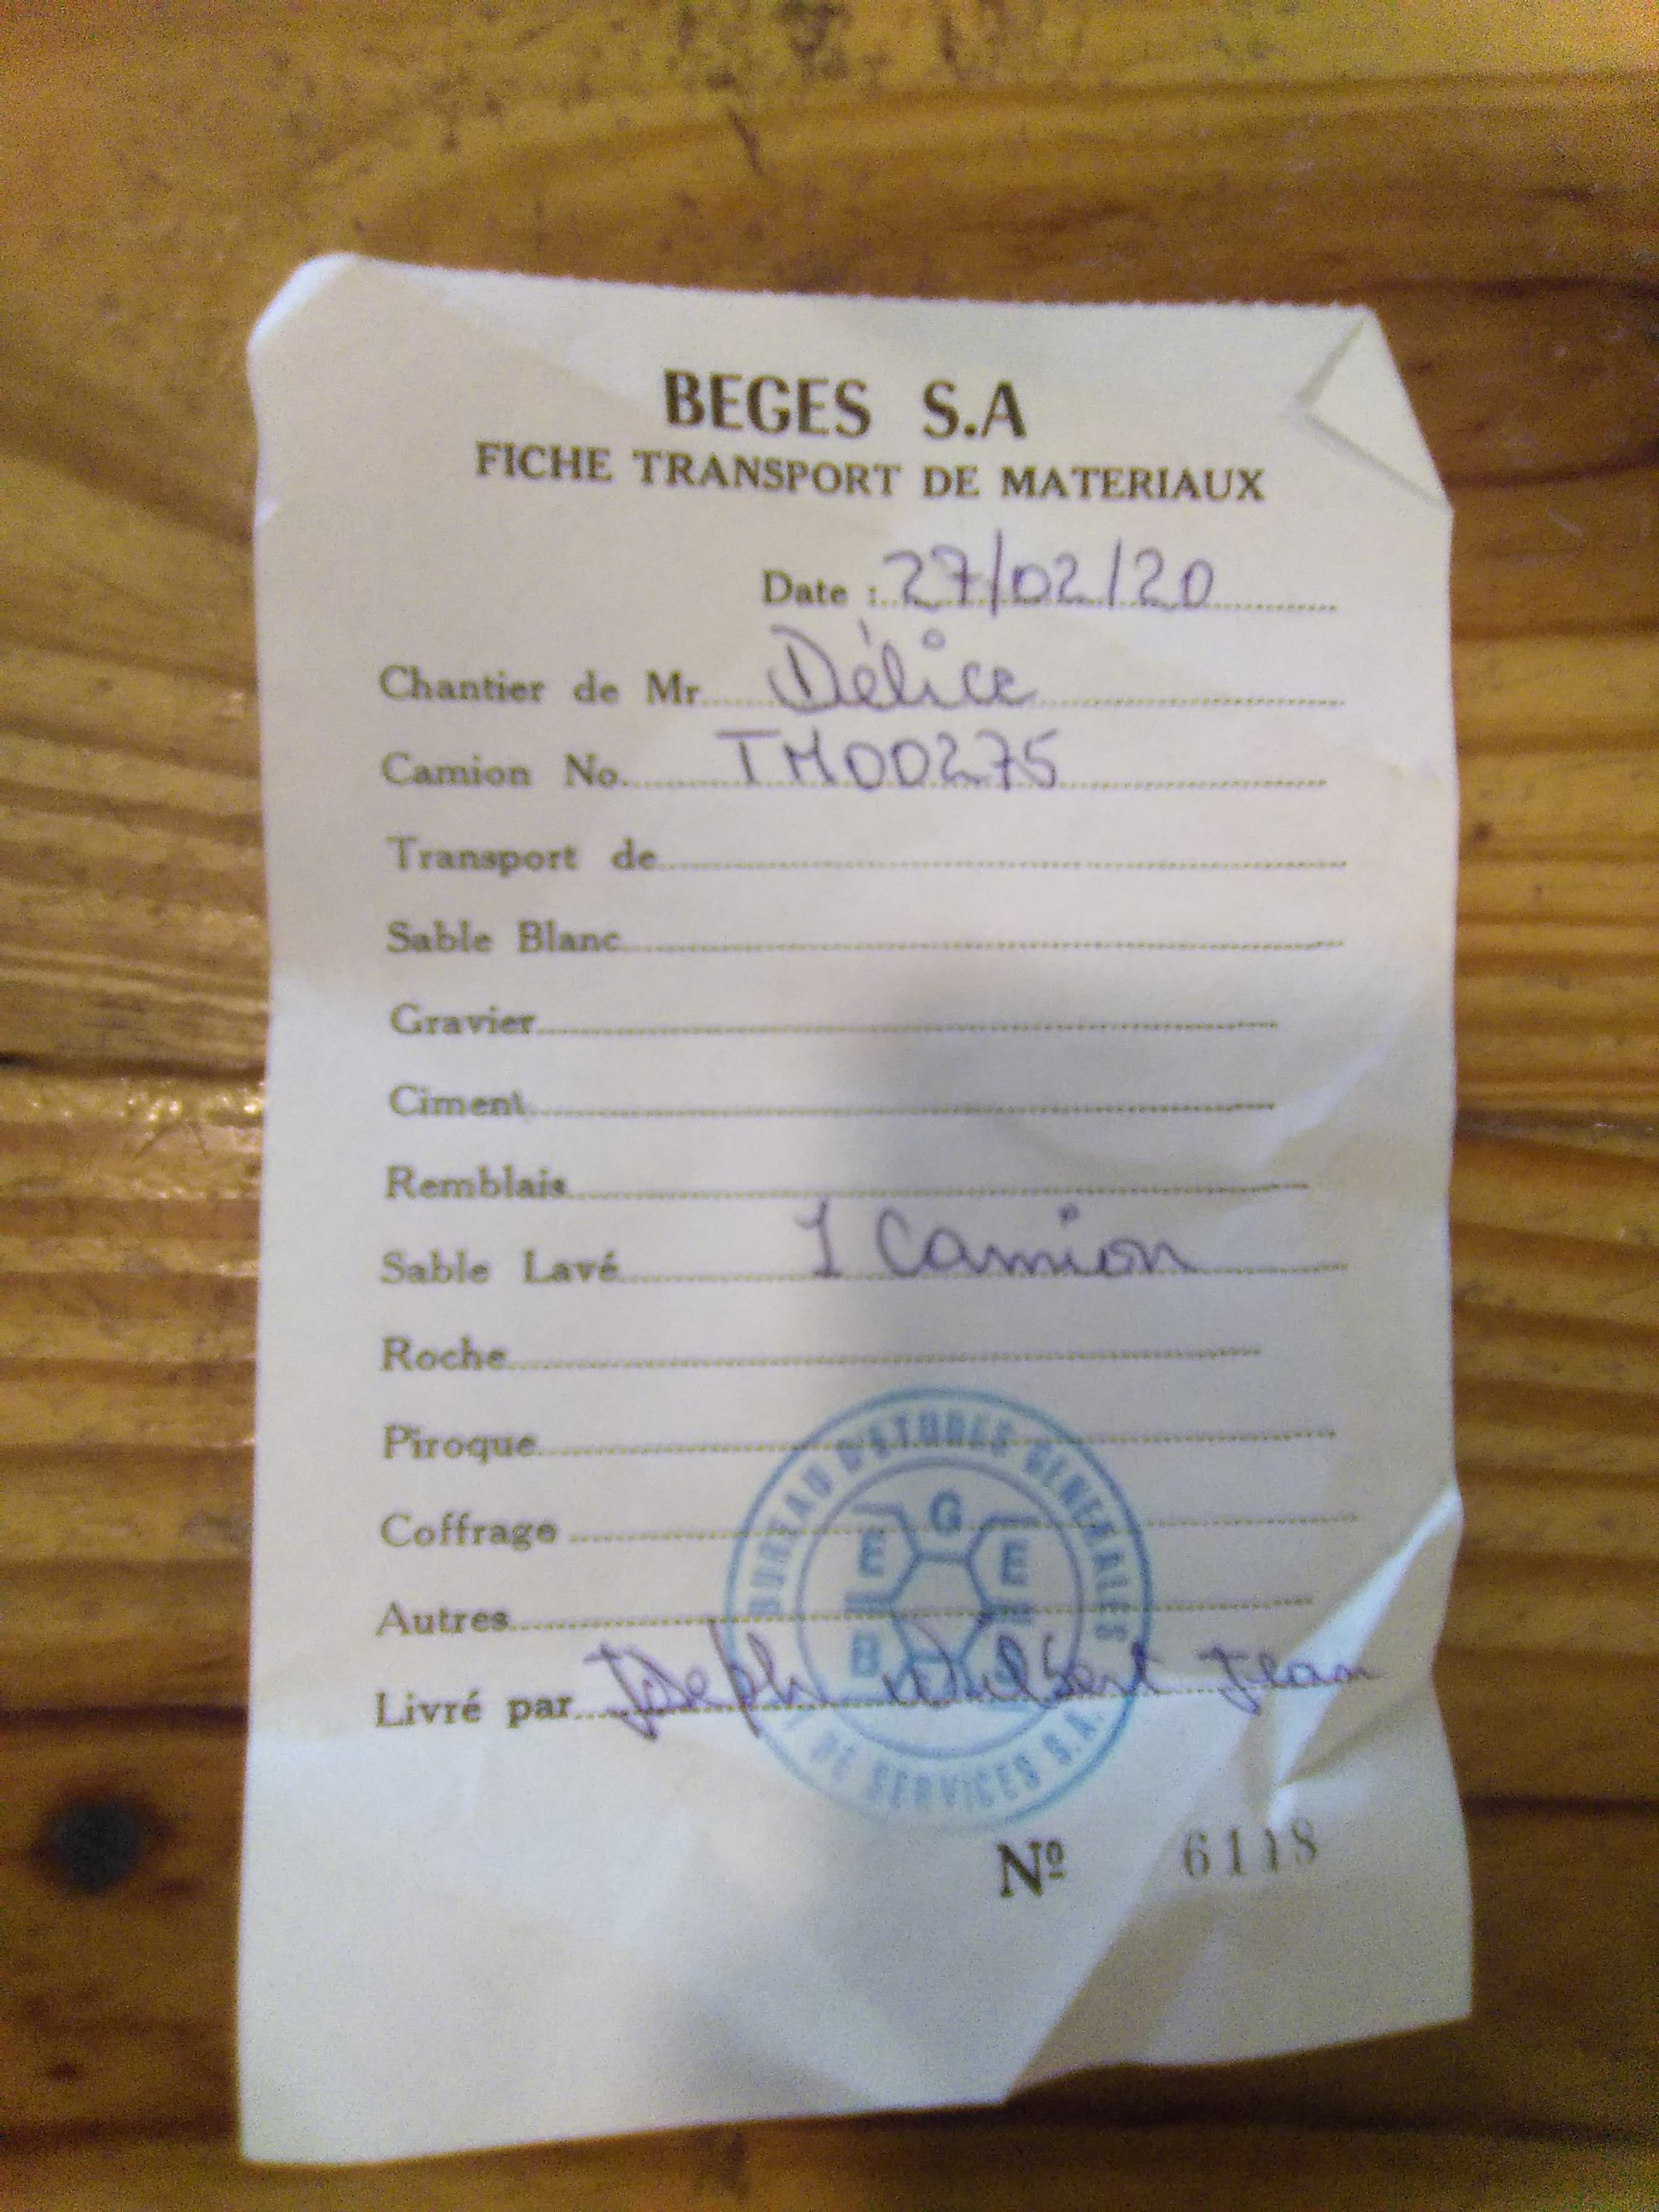 BEGES S.A
FICHE TRANSPORT DE MATERIAUX
Date : 27/02/20
Chantier de Mr. Délice
Camion No. TM00275
Transport de
Sable Blanc
Gravier
Ciment
Remblais
Sable Lavé 1 Camion
Roche
Piroque
Coffrage
Autres
Livré par Joseph Wilbert Jean
BUREAU D'ETUDES GENERALES
ET DE SERVICES S.A.
B E G E S
Nº 6118